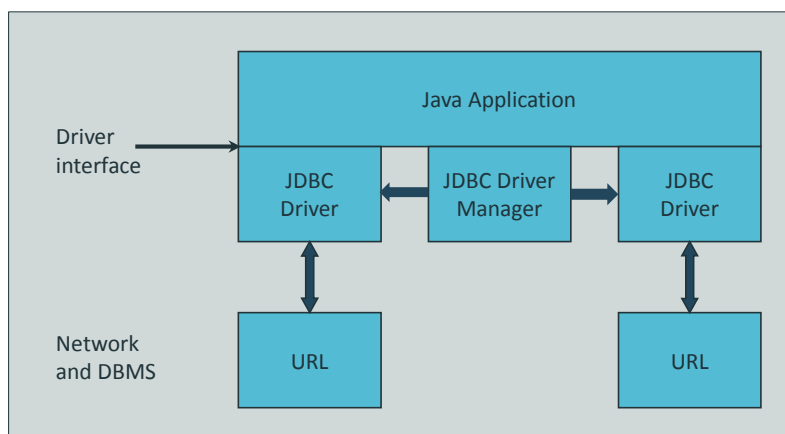 Java Application
Driver
interface
JDBC
Driver
JDBC Driver
Manager
JDBC
Driver
Network
and DBMS
URL
URL